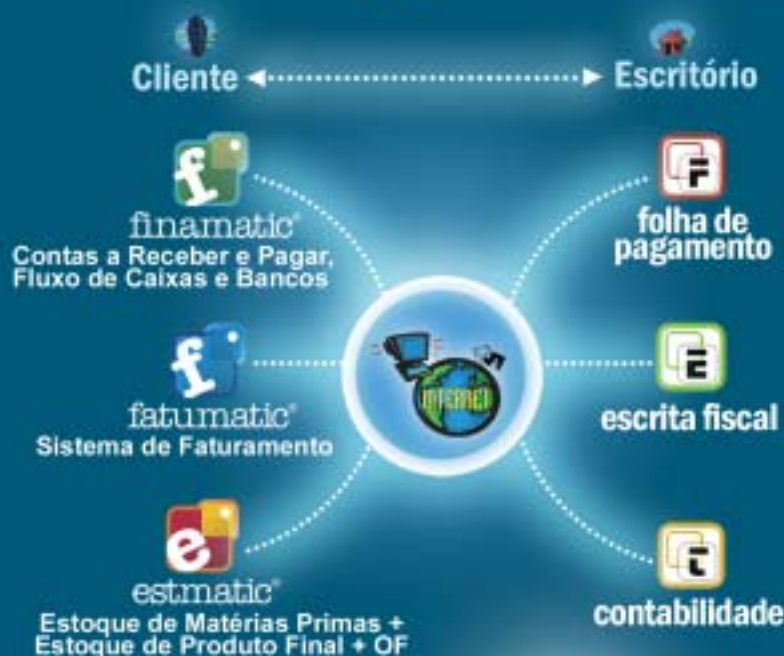 Cliente
Escritório
finamatic®
Contas a Receber e Pagar,
Fluxo de Caixas e Bancos
folha de
pagamento
INTERNET
fatumatic®
Sistema de Faturamento
escrita fiscal
estmatic®
Estoque de Matérias Primas +
Estoque de Produto Final + OF
contabilidade